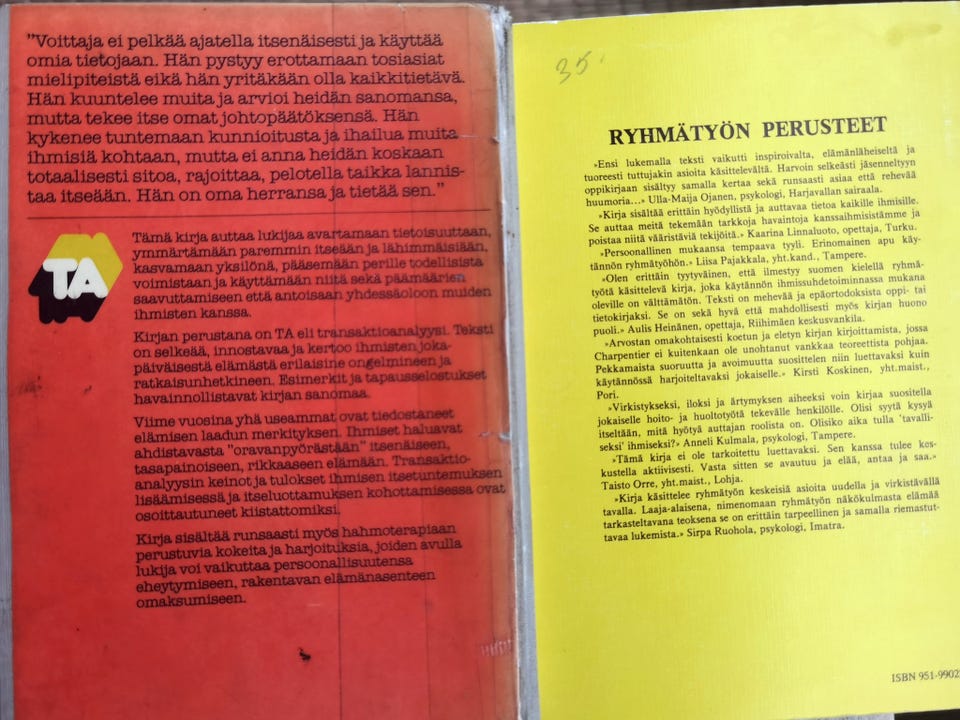 "Voittaja ei pelkää ajatella itsenäisesti ja käyttää
omia tietojaan. Hän pystyy erottamaan tosiasiat
mielipiteistä eikä hän yritäkään olla kaikkitietävä.
Hän kuuntelee muita ja arvioi heidän sanomansa,
mutta tekee itse omat johtopäätöksensä. Hän
kykenee tuntemaan kunnioitusta ja ihailua muita
ihmisiä kohtaan, mutta ei anna heidän koskaan
totaalisesti sitoa, rajoittaa, pelotella taikka lannis-
taa itseään. Hän on oma herransa ja tietää sen."
TA
Tämä kirja auttaa lukijaa avartamaan tietoisuuttaan,
ymmärtämään paremmin itseään ja lähimmäisiään,
kasvamaan yksilönä, pääsemään perille todellisista
voimistaan ja käyttämään niitä sekä päämäärien
saavuttamiseen että antoisaan yhdessäoloon muiden
ihmisten kanssa.
Kirjan perustana on TA eli transaktioanalyysi. Teksti
on selkeää, innostavaa ja kertoo ihmisten joka-
päiväisestä elämästä erilaisine ongelmineen ja
ratkaisunhetkineen. Esimerkit ja tapausselostukset
havainnollistavat kirjan sanomaa.
Viime vuosina yhä useammat ovat tiedostaneet
elämisen laadun merkityksen. Ihmiset haluavat
ahdistavasta "oravanpyörästään" itsenäiseen,
tasapainoiseen, rikkaaseen elämään. Transaktio-
analyysin keinot ja tulokset ihmisen itsetuntemuksen
lisäämisessä ja itseluottamuksen kohottamisessa ovat
osoittautuneet kiistattomiksi.
Kirja sisältää runsaasti myös hahmoterapiaan
perustuvia kokeita ja harjoituksia, joiden avulla
lukija voi vaikuttaa persoonallisuutensa
eheytymiseen, rakentavan elämänasenteen
omaksumiseen.
35.
RYHMÄTYÖN PERUSTEET
»Ensi lukemalla teksti vaikutti inspiroivalta, elämänläheiseltä ja
tuoreesti tuttujakin asioita käsittelevältä. Harvoin selkeästi jäsenneltyyn
oppikirjaan sisältyy samalla kertaa sekä runsaasti asiaa että rehevää
huumoria...» Ulla-Maija Ojanen, psykologi, Harjavallan sairaala.
»Kirja sisältää erittäin hyödyllistä ja auttavaa tietoa kaikille ihmisille.
Se auttaa meitä tekemään tarkkoja havaintoja kanssaihmisistämme ja
poistaa niitä vääristäviä tekijöitä.» Kaarina Linnaluoto, opettaja, Turku.
»Persoonallinen mukaansa tempaava tyyli. Erinomainen apu käy-
tännön ryhmätyöhön.» Liisa Pajakkala, yht.kand., Tampere.
»Olen erittäin tyytyväinen, että ilmestyy suomen kielellä ryhmä-
työtä käsittelevä kirja, joka käytännön ihmissuhdetoiminnassa mukana
oleville on välttämätön. Teksti on mehevää ja epäortodoksista oppi- tai
tietokirjaksi. Se on sekä hyvä että mahdollisesti myös kirjan huono
puoli.» Aulis Heinänen, opettaja, Riihimäen keskusvankila.
»Arvostan omakohtaisesti koetun ja eletyn kirjan kirjoittamista, jossa
Charpentier ei kuitenkaan ole unohtanut vankkaa teoreettista pohjaa.
Pekkamaista suoruutta ja avoimuutta suosittelen niin luettavaksi kuin
käytännössä harjoiteltavaksi jokaiselle.» Kirsti Koskinen, yht.maist.,
Pori.
»Virkistykseksi, iloksi ja ärtymyksen aiheeksi voin kirjaa suositella
jokaiselle hoito- ja huoltotyötä tekevälle henkilölle. Olisi syytä kysyä
itseltään, mitä hyötyä auttajan roolista on. Olisiko aika tulla 'tavalli-
seksi' ihmiseksi?» Anneli Kulmala, psykologi, Tampere.
»Tämä kirja ei ole tarkoitettu luettavaksi. Sen kanssa tulee kes-
kustella aktiivisesti. Vasta sitten se avautuu ja elää, antaa ja saa.»
Taisto Orre, yht.maist., Lohja.
»Kirja käsittelee ryhmätyön keskeisiä asioita uudella ja virkistävällä
tavalla. Laaja-alaisena, nimenomaan ryhmätyön näkökulmasta elämää
tarkasteltavana teoksena se on erittäin tarpeellinen ja samalla riemastut-
tavaa lukemista.» Sirpa Ruohola, psykologi, Imatra.
ISBN 951-9902